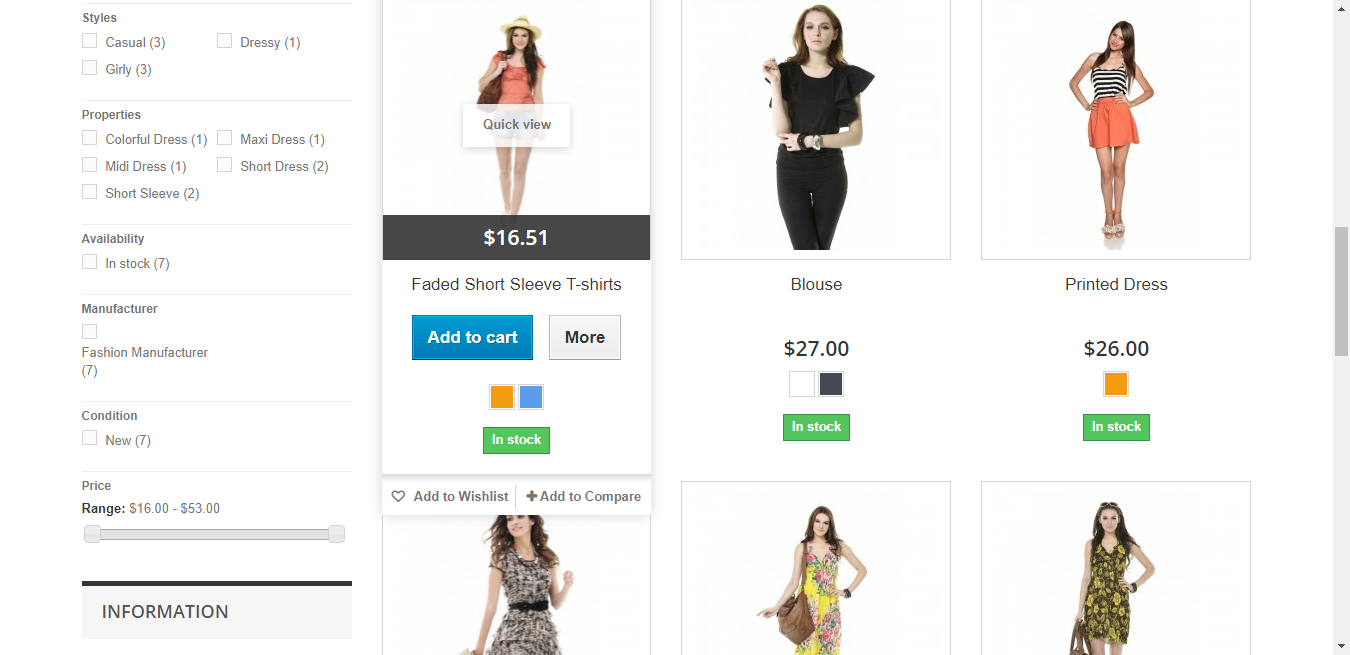 Styles
Casual (3)
Dressy (1)
Girly (3)
Properties
Colorful Dress (1)
Maxi Dress (1)
Midi Dress (1)
Short Dress (2)
Short Sleeve (2)
Availability
In stock (7)
Manufacturer
Fashion Manufacturer
(7)
Condition
New (7)
Price
Range: $16.00 - $53.00
INFORMATION
Quick view
$16.51
Faded Short Sleeve T-shirts
Add to cart
More
In stock
Add to Wishlist
Add to Compare
Blouse
$27.00
In stock
Printed Dress
$26.00
In stock